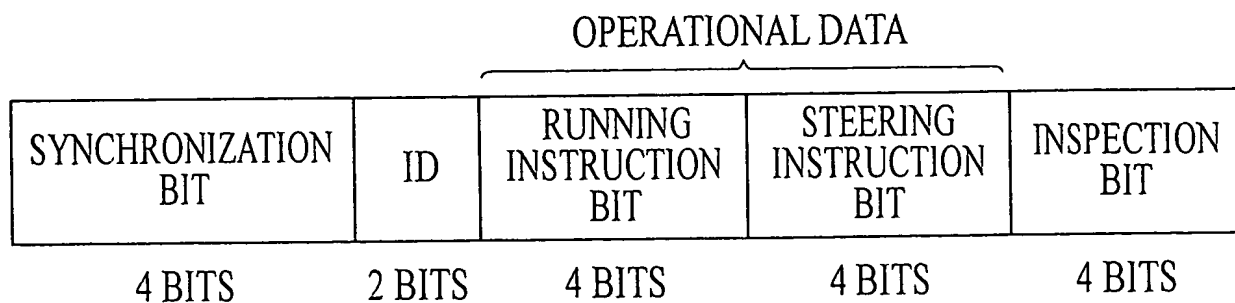 OPERATIONAL DATA
SYNCHRONIZATION
BIT
ID
RUNNING
INSTRUCTION
BIT
STEERING
INSTRUCTION
BIT
INSPECTION
BIT
4 BITS
2 BITS
4 BITS
4 BITS
4 BITS